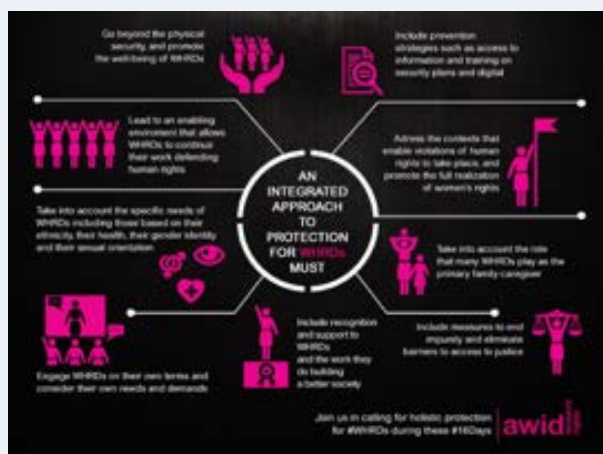 Go beyond the physical
security, and promote
the well-being of WHRDs
Include prevention
strategies such as access to
information and training on
security plans and digital
Lead to an enabling
enviroment that allows
WHRDs to continue
their work defending
human rights
Adress the contexts that
enable violations of human
rights to take place, and
promote the full realization
of women's rights
AN
INTEGRATED
APPROACH
TO
PROTECTION
FOR WHRDs
MUST
Take into account the specific needs of
WHRDs including those based on their
ethnicity, their health, their gender identity
and their sexual orientation
Take into account the role
that many WHRDs play as the
primary family caregiver
Engage WHRDs on their own terms and
consider their own needs and demands
Include recognition
and support to
WHRDs
and the work they
do building
a better society
Include measures to end
impunity and eliminate
barriers to access to justice
Join us in calling for holistic protection
for #WHRDs during these #16Days
awid